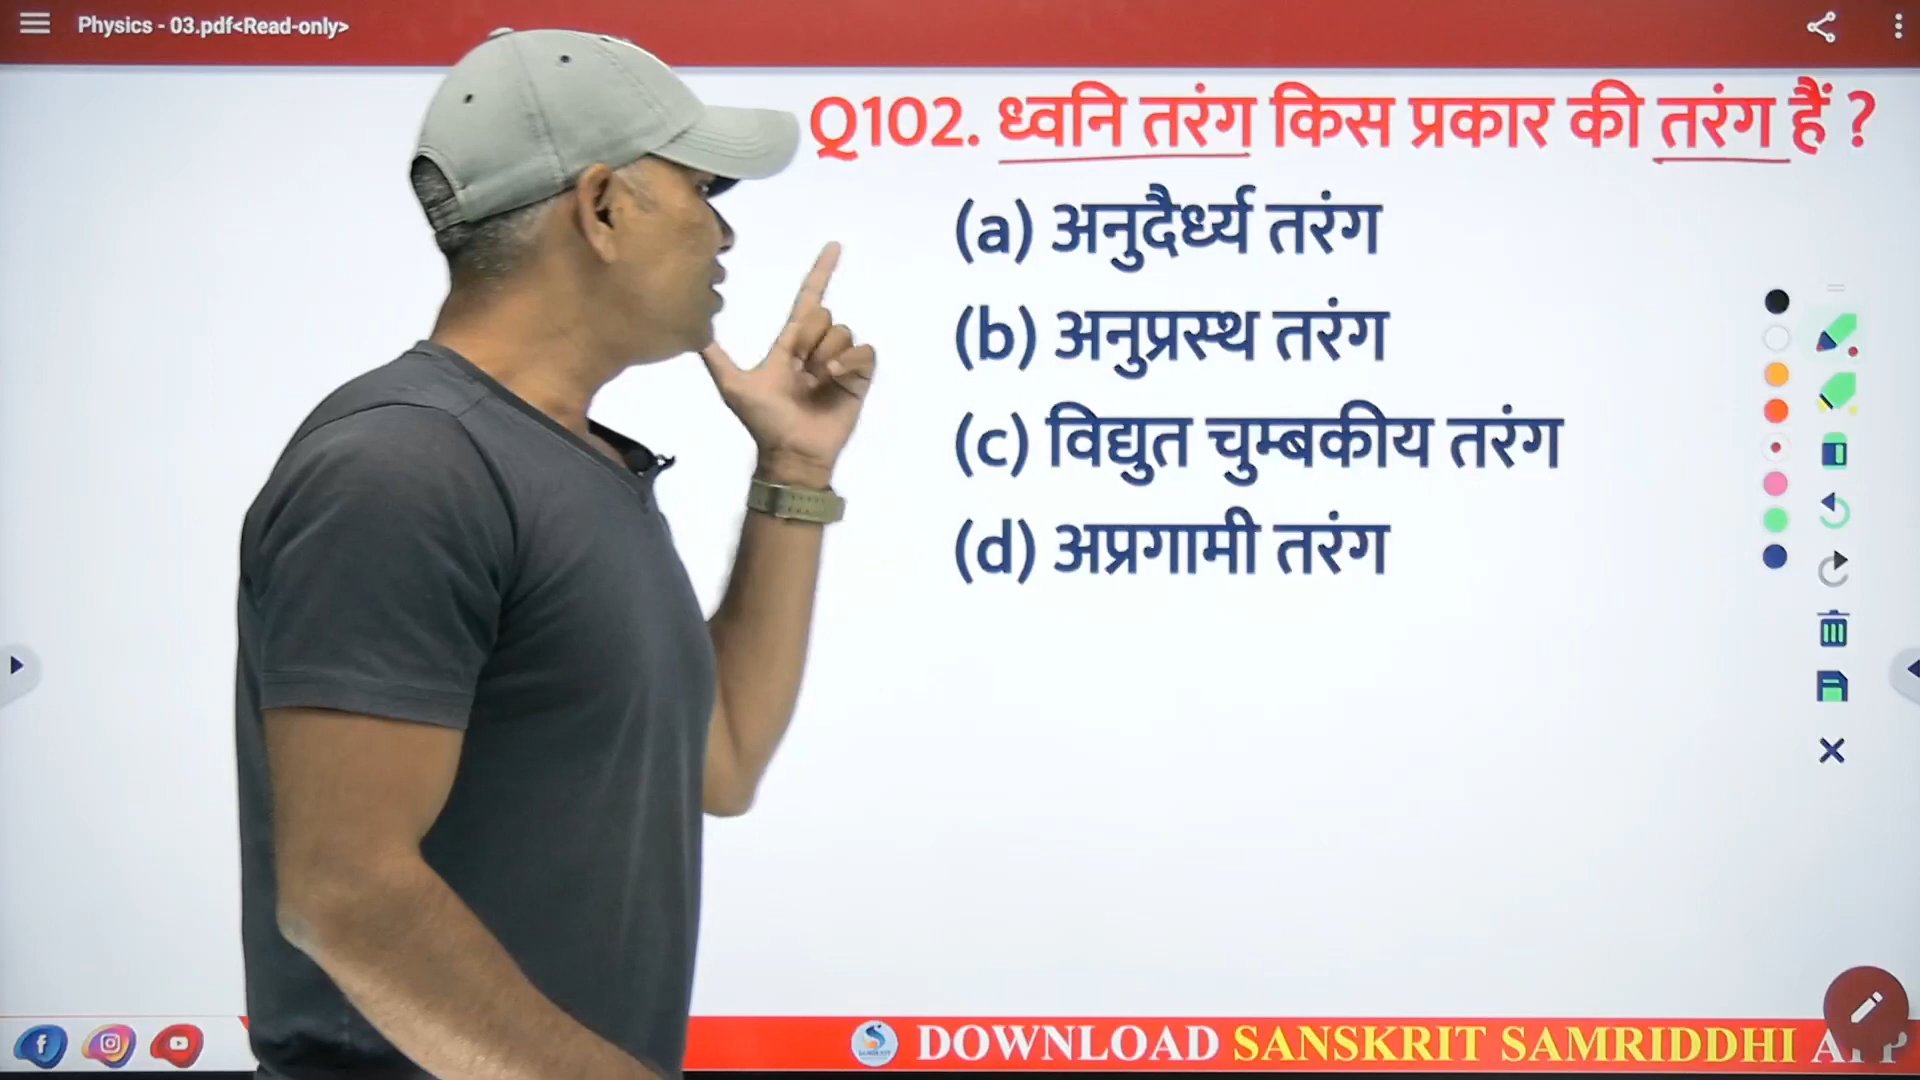 Physics - 03.pdf<Read-only>
Q102. ध्वनि तरंग किस प्रकार की तरंग हैं ?
(a) अनुदैर्ध्य तरंग
(b) अनुप्रस्थ तरंग
(c) विद्युत चुम्बकीय तरंग
(d) अप्रगामी तरंग
DOWNLOAD SANSKRIT SAMRIDDHI